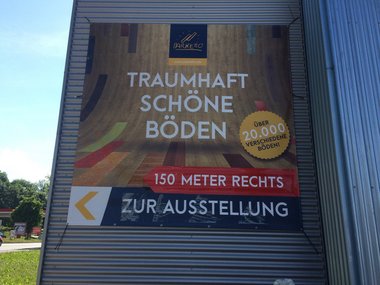 TRAUMHAFT
SCHÖNE
BÖDEN
ÜBER
20.000
VERSCHIEDENE
BÖDEN!
150 METER RECHTS
ZUR AUSSTELLUNG